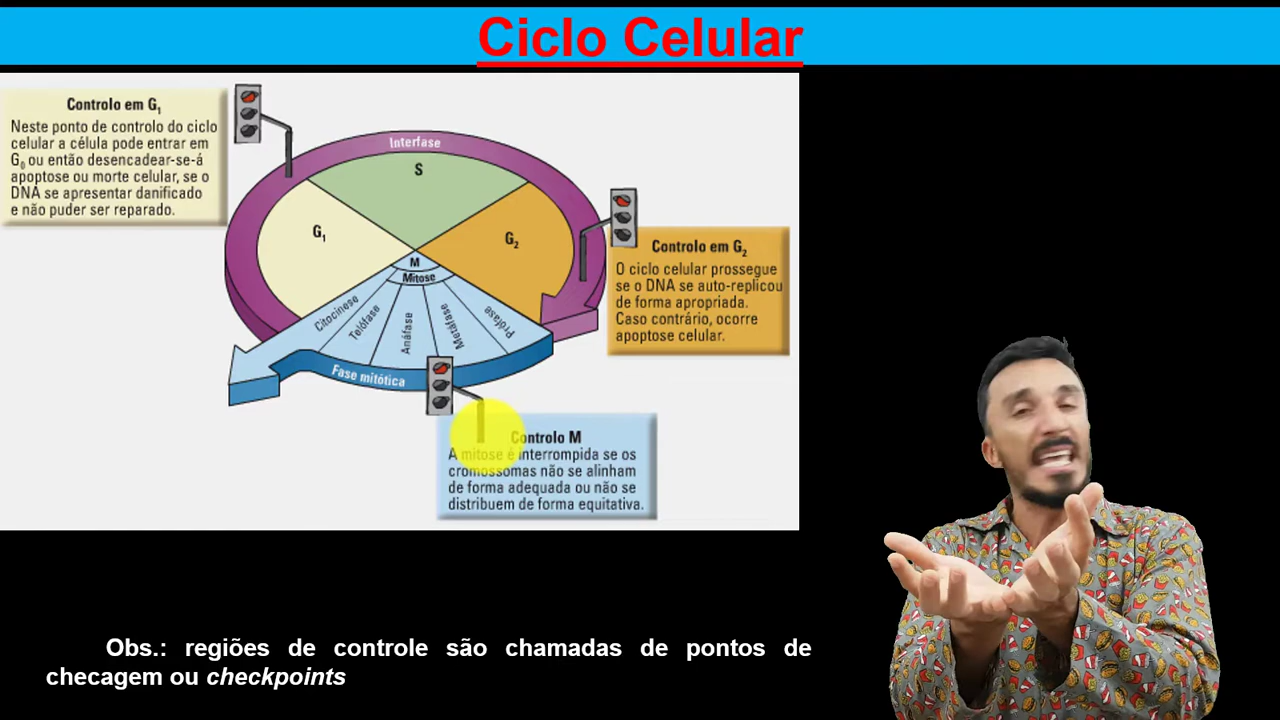 Ciclo Celular
Controlo em G1
Neste ponto de controlo do ciclo
celular a célula pode entrar em
G0 ou então desencadear-se-á
apoptose ou morte celular, se o
DNA se apresentar danificado
e não puder ser reparado.
Interfase
S
G1
G2
M
Mitose
Citocinese
Telófase
Anáfase
Metáfase
Prófase
Fase mitótica
Controlo em G2
O ciclo celular prossegue
se o DNA se auto-replicou
de forma apropriada.
Caso contrário, ocorre
apoptose celular.
Controlo M
A mitose é interrompida se os
cromossomas não se alinham
de forma adequada ou não se
distribuem de forma equitativa.
Obs.: regiões de controle são chamadas de pontos de
checagem ou checkpoints